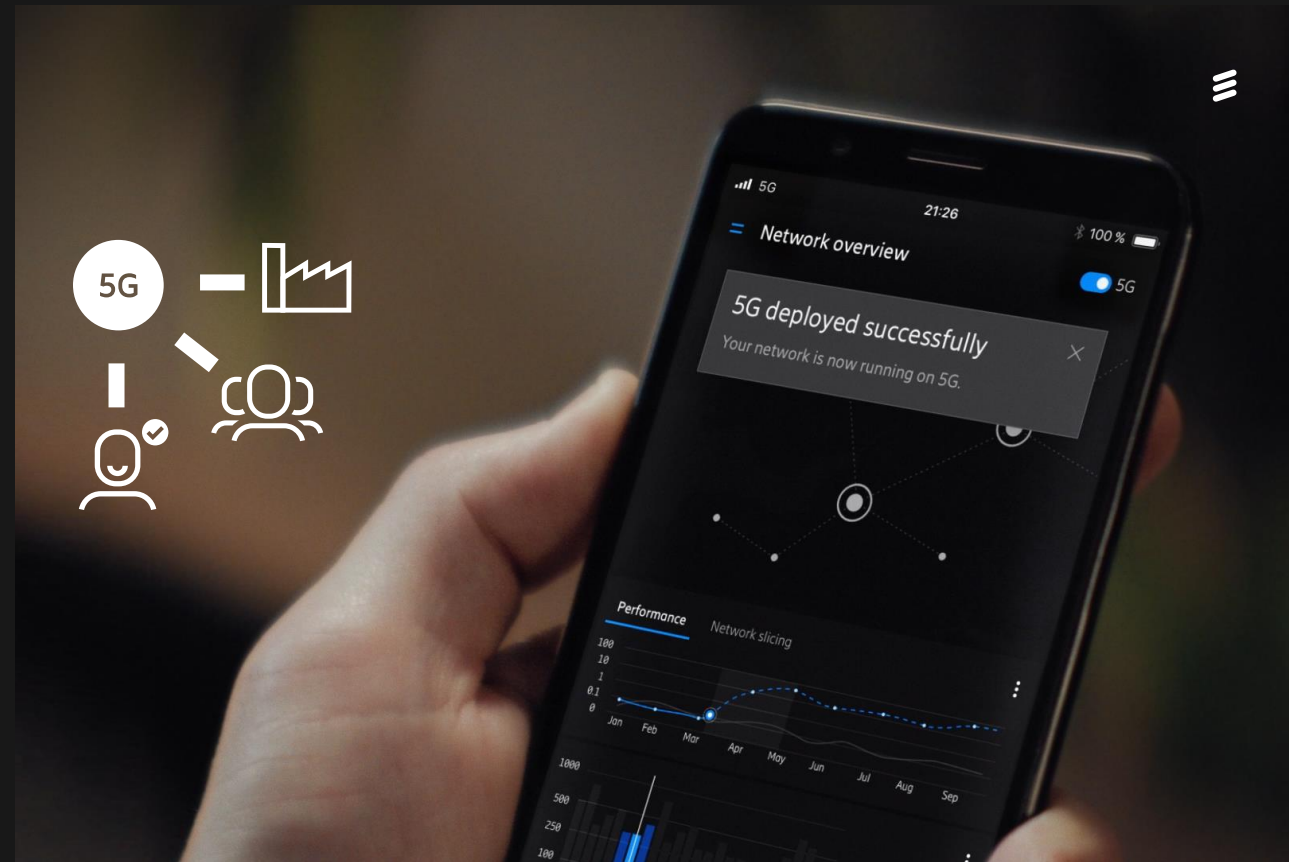 5G
5G
21:26
100 %
Network overview
5G
5G deployed successfully
Your network is now running on 5G.
Performance
Network slicing
100
10
1
0.1
0
Jan
Feb
Mar
Apr
May
Jun
Jul
Aug
Sep
1000
500
250
100